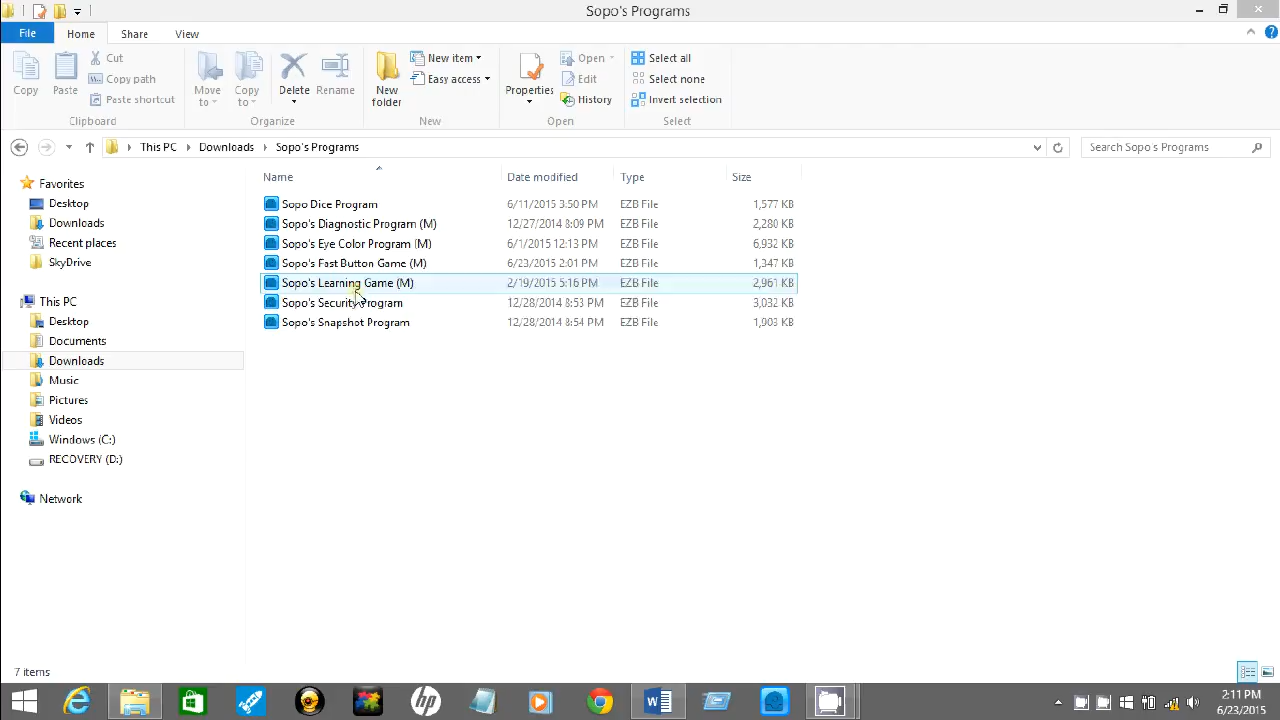 Sopo's Programs
File Home Share View
Copy
Paste
Cut
Copy path
Paste shortcut
Clipboard
Move to
Copy to
Delete
Rename
Organize
New folder
New item
Easy access
New
Properties
Open
Edit
History
Open
Select all
Select none
Invert selection
Select
This PC Downloads Sopo's Programs
Search Sopo's Programs
Favorites
Desktop
Downloads
Recent places
SkyDrive
This PC
Desktop
Documents
Downloads
Music
Pictures
Videos
Windows (C:)
RECOVERY (D:)
Network
Name Date modified Type Size
Sopo Dice Program 6/11/2015 3:50 PM EZB File 1,577 KB
Sopo's Diagnostic Program (M) 12/27/2014 8:09 PM EZB File 2,280 KB
Sopo's Eye Color Program (M) 6/1/2015 12:13 PM EZB File 6,932 KB
Sopo's Fast Button Game (M) 6/23/2015 2:01 PM EZB File 1,347 KB
Sopo's Learning Game (M) 2/19/2015 5:16 PM EZB File 2,961 KB
Sopo's Security Program 12/28/2014 8:53 PM EZB File 3,032 KB
Sopo's Snapshot Program 12/28/2014 8:54 PM EZB File 1,903 KB
7 items
hp
2:11 PM
6/23/2015